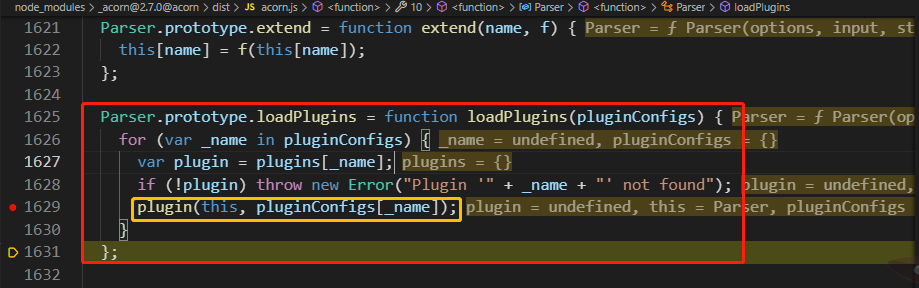 node_modules > _acorn@2.7.0@acorn > dist > JS acorn.js > <function> > 10 > <function> > Parser > <function> > Parser > loadPlugins
1621 Parser.prototype.extend = function extend(name, f) { Parser = ƒ Parser(options, input, st
1622 this[name] = f(this[name]);
1623 };
1624
1625 Parser.prototype.loadPlugins = function loadPlugins(pluginConfigs) { Parser = ƒ Parser(op
1626 for (var _name in pluginConfigs) { _name = undefined, pluginConfigs = {}
1627 var plugin = plugins[_name]; plugins = {}
1628 if (!plugin) throw new Error("Plugin '" + _name + "' not found"); plugin = undefined,
1629 plugin(this, pluginConfigs[_name]); plugin = undefined, this = Parser, pluginConfigs
1630 }
1631 };
1632